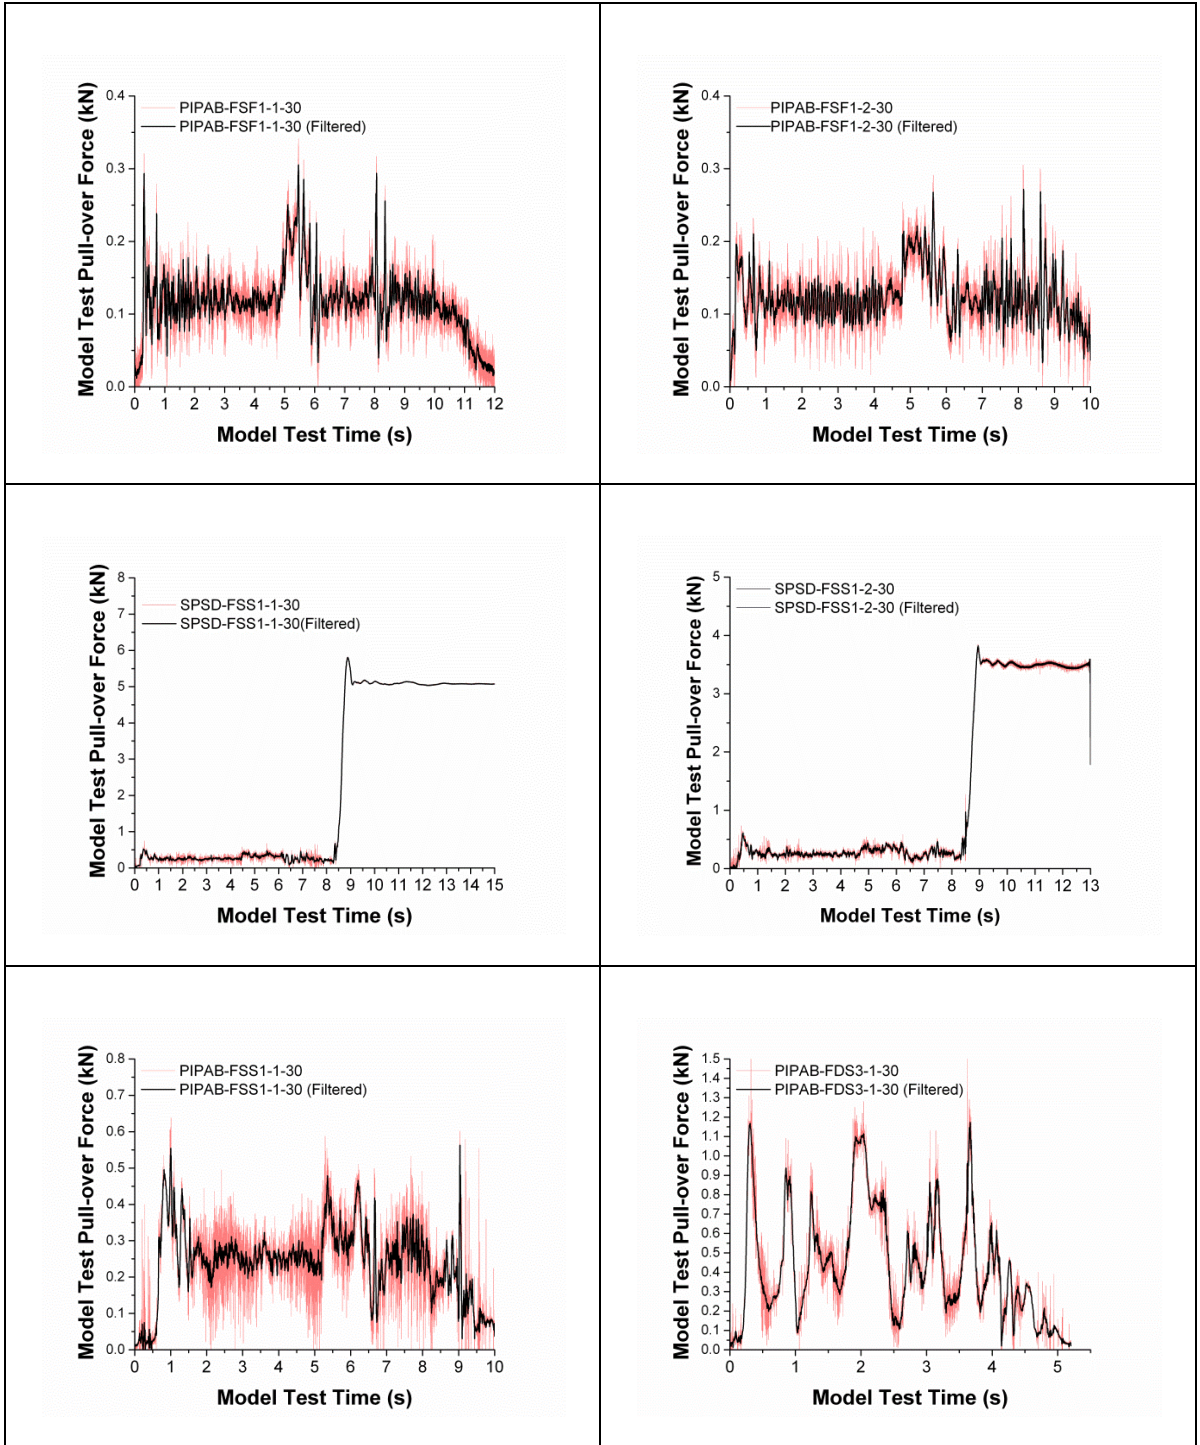 Model Test Pull-over Force (kN)
0.4
0.3
0.2
0.1
0.0
PIPAB-FSF1-1-30
PIPAB-FSF1-1-30 (Filtered)
0 1 2 3 4 5 6 7 8 9 10 11 12
Model Test Time (s)
Model Test Pull-over Force (kN)
0.4
0.3
0.2
0.1
0.0
PIPAB-FSF1-2-30
PIPAB-FSF1-2-30 (Filtered)
0 1 2 3 4 5 6 7 8 9 10
Model Test Time (s)
Model Test Pull-over Force (kN)
8
7
6
5
4
3
2
1
0
SPSD-FSS1-1-30
SPSD-FSS1-1-30(Filtered)
0 1 2 3 4 5 6 7 8 9 10 11 12 13 14 15
Model Test Time (s)
Model Test Pull-over Force (kN)
5
4
3
2
1
0
SPSD-FSS1-2-30
SPSD-FSS1-2-30 (Filtered)
0 1 2 3 4 5 6 7 8 9 10 11 12 13
Model Test Time (s)
Model Test Pull-over Force (kN)
0.8
0.7
0.6
0.5
0.4
0.3
0.2
0.1
0.0
PIPAB-FSS1-1-30
PIPAB-FSS1-1-30 (Filtered)
0 1 2 3 4 5 6 7 8 9 10
Model Test Time (s)
Model Test Pull-over Force (kN)
1.5
1.4
1.3
1.2
1.1
1.0
0.9
0.8
0.7
0.6
0.5
0.4
0.3
0.2
0.1
0.0
PIPAB-FDS3-1-30
PIPAB-FDS3-1-30 (Filtered)
0 1 2 3 4 5
Model Test Time (s)